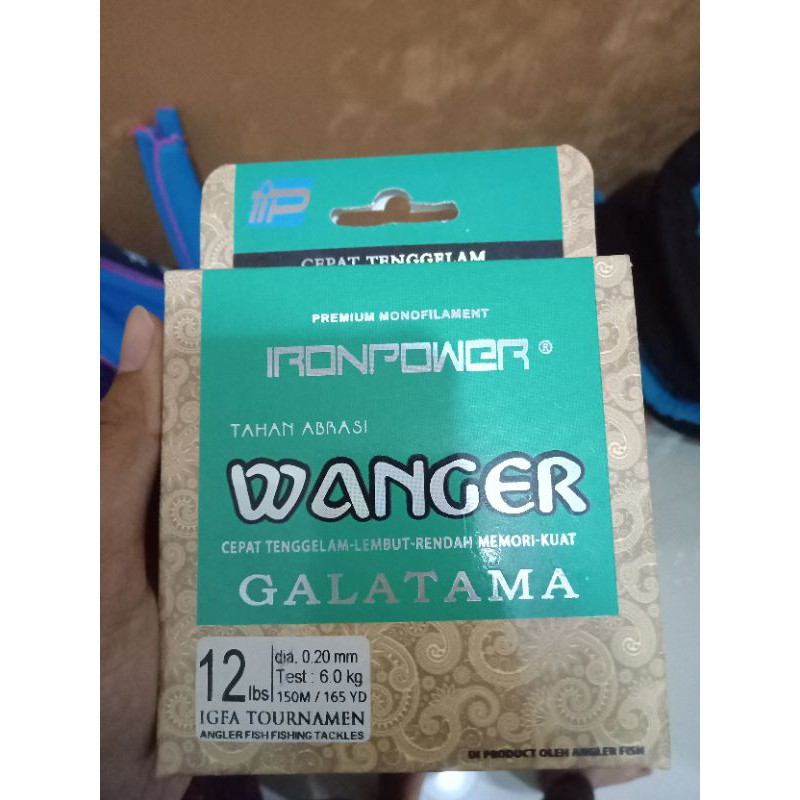 iP
CEPAT TENGGELAM
PREMIUM MONOFILAMENT
IRONPOWER ®
TAHAN ABRASI
WANGER
CEPAT TENGGELAM-LEMBUT-RENDAH MEMORI-KUAT
GALATAMA
12 lbs
dia. 0.20 mm
Test : 6.0 kg
150M / 165 YD
IGFA TOURNAMEN
ANGLER FISH FISHING TACKLES
DI PRODUCT OLEH ANGLER FISH